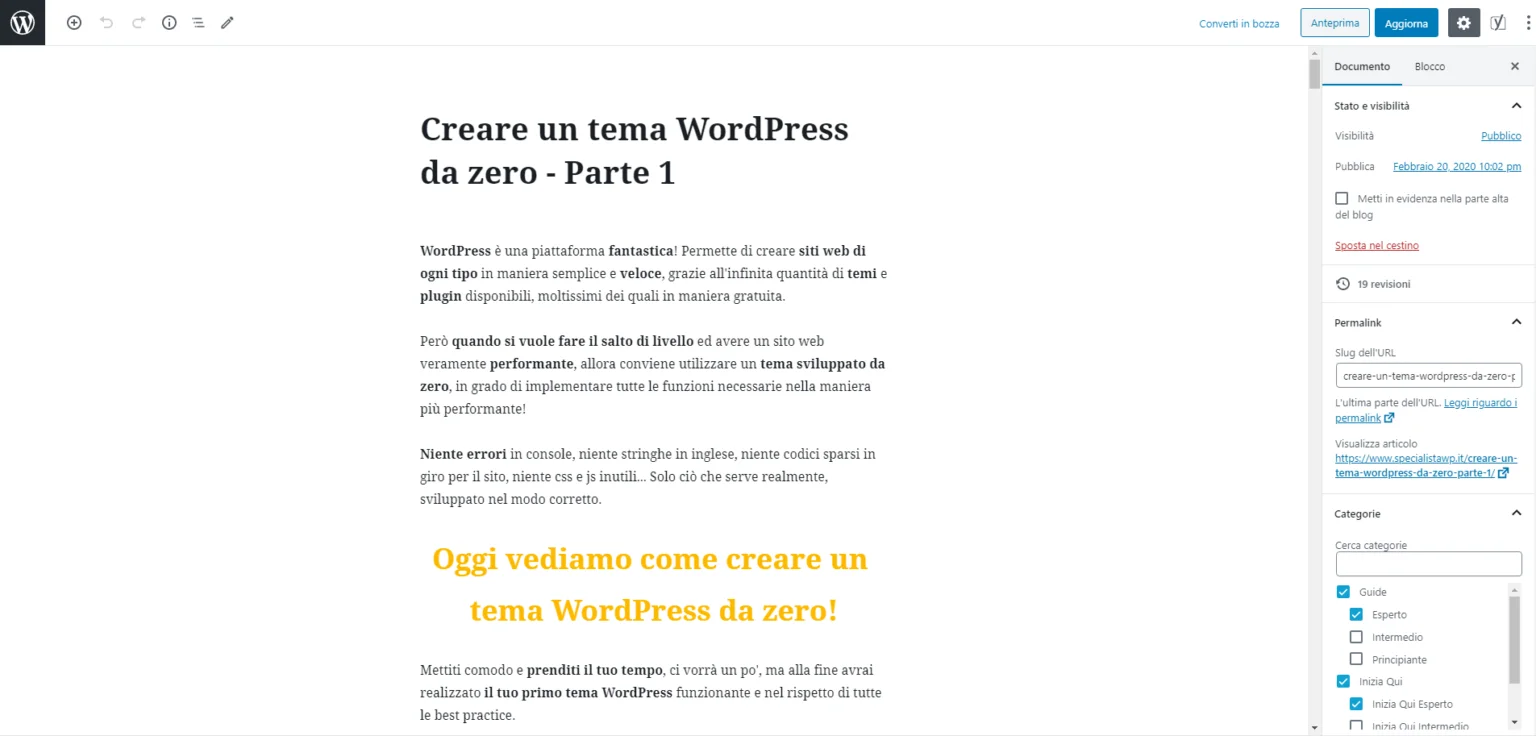 Converti in bozza
Anteprima
Aggiorna
Creare un tema WordPress
da zero - Parte 1
WordPress è una piattaforma fantastica! Permette di creare siti web di
ogni tipo in maniera semplice e veloce, grazie all'infinita quantità di temi e
plugin disponibili, moltissimi dei quali in maniera gratuita.
Però quando si vuole fare il salto di livello ed avere un sito web
veramente performante, allora conviene utilizzare un tema sviluppato da
zero, in grado di implementare tutte le funzioni necessarie nella maniera
più performante!
Niente errori in console, niente stringhe in inglese, niente codici sparsi in
giro per il sito, niente css e js inutili... Solo ciò che serve realmente,
sviluppato nel modo corretto.
Oggi vediamo come creare un
tema WordPress da zero!
Mettiti comodo e prenditi il tuo tempo, ci vorrà un po', ma alla fine avrai
realizzato il tuo primo tema WordPress funzionante e nel rispetto di tutte
le best practice.
Documento
Blocco
Stato e visibilità
Visibilità
Pubblico
Pubblica
Febbraio 20, 2020 10:02 pm
Metti in evidenza nella parte alta
del blog
Sposta nel cestino
19 revisioni
Permalink
Slug dell'URL
creare-un-tema-wordpress-da-zero-p
L'ultima parte dell'URL. Leggi riguardo i
permalink
Visualizza articolo
https://www.specialistawp.it/creare-un-
tema-wordpress-da-zero-parte-1/
Categorie
Cerca categorie
Guide
Esperto
Intermedio
Principiante
Inizia Qui
Inizia Qui Esperto
Inizia Qui Intermedio